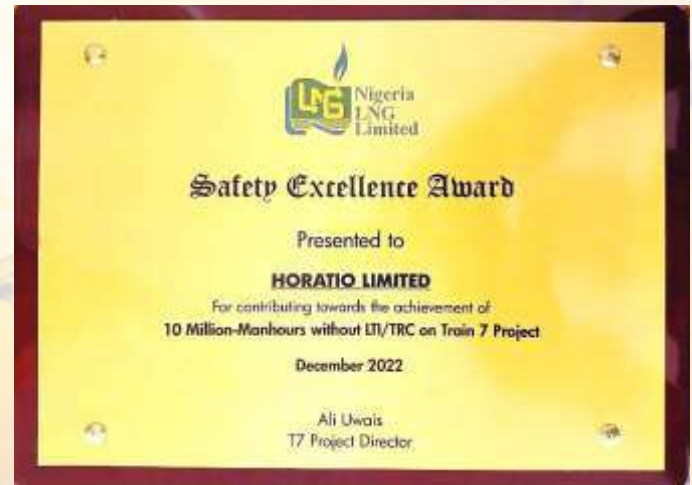 LNG
Nigeria
LNG
Limited
Safety Excellence Award
Presented to
HORATIO LIMITED
For contributing towards the achievement of
10 Million-Manhours without LTI/TRC on Train 7 Project
December 2022
Ali Uwais
T7 Project Director